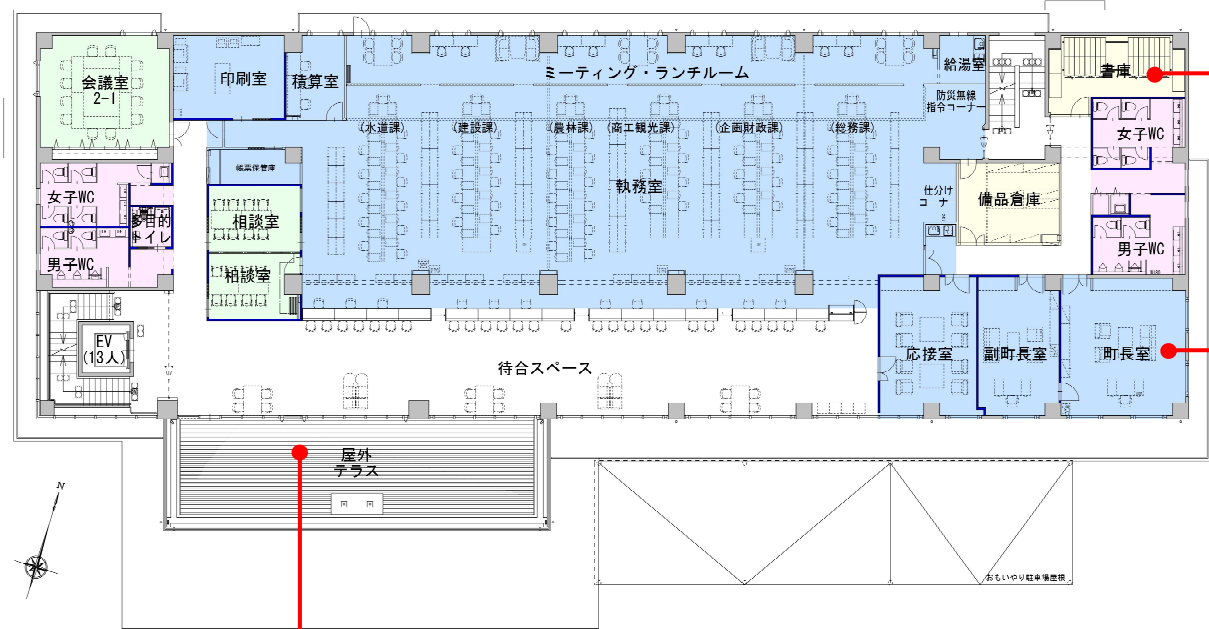 会議室
2-1
印刷室
積算室
ミーティング・ランチルーム
給湯室
防災無線
指令コーナー
書庫
女子WC
(水道課)
(建設課)
(農林課)
(商工観光課)
(企画財政課)
(総務課)
帳票保管庫
執務室
仕分け
コーナー
備品倉庫
女子WC
多目的
トイレ
男子WC
相談室
相談室
男子WC
EV
(13人)
待合スペース
応接室
副町長室
町長室
屋外
テラス
N
おもいやり駐車場屋根